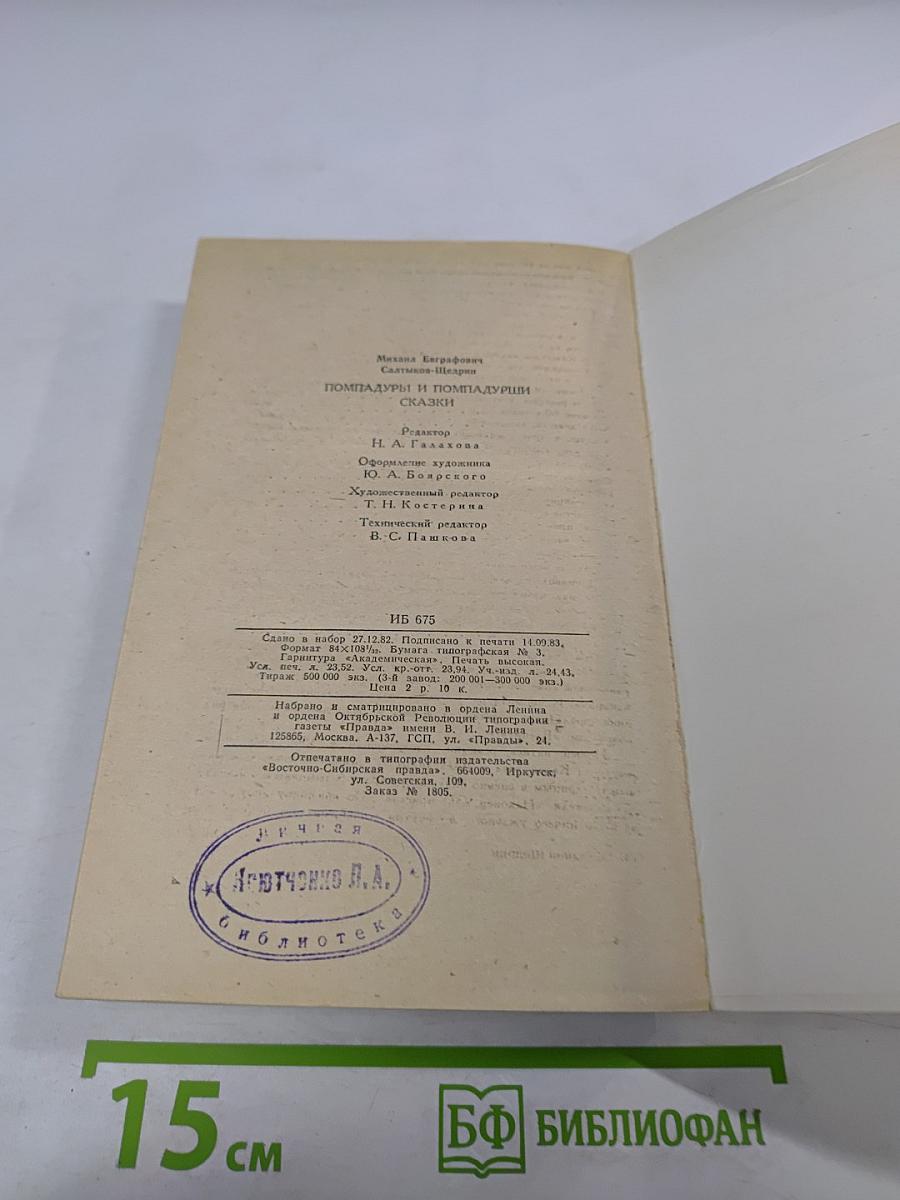 Михаил Евграфович
Салтыков-Щедрин
ПОМПАДУРЫ И ПОМПАДУРШИ
СКАЗКИ
Редактор
Н. А. Галахова
Оформление художника
Ю. А. Боярского
Художественный редактор
Т. Н. Костерина
Технический редактор
В. С. Пашкова
ИБ 675
Сдано в набор 27.12.82. Подписано к печати 14.09.83.
Формат 84×108¹/₃₂. Бумага типографская № 3.
Гарнитура «Академическая». Печать высокая.
Усл. печ. л. 23,52. Усл. кр.-отт. 23,94. Уч.-изд. л. 24,43.
Тираж 500 000 экз. (3-й завод: 200 001—300 000 экз.)
Цена 2 р. 10 к.
Набрано и сматрицировано в ордена Ленина
и ордена Октябрьской Революции типографии
газеты «Правда» имени В. И. Ленина
125865, Москва. А-137, ГСП, ул. «Правды», 24.
Отпечатано в типографии издательства
«Восточно-Сибирская правда». 664009, Иркутск,
ул. Советская, 109.
Заказ № 1805.
личная
Л. А.
библиотека
15 см
БФ БИБЛИОФАН